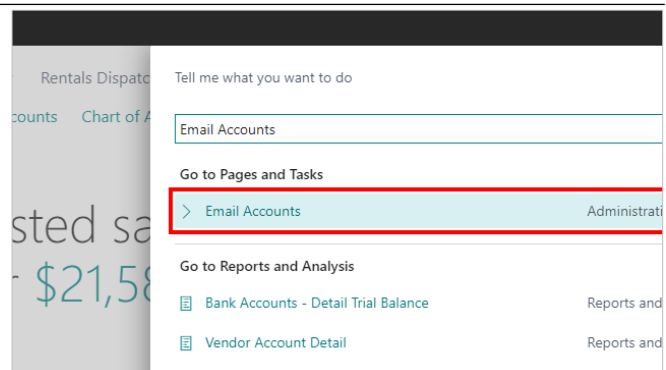 Rentals Dispatc
counts Chart of A
sted sa
$21,58
Tell me what you want to do
Email Accounts
Go to Pages and Tasks
Email Accounts Administrati
Go to Reports and Analysis
Bank Accounts - Detail Trial Balance Reports and
Vendor Account Detail Reports and